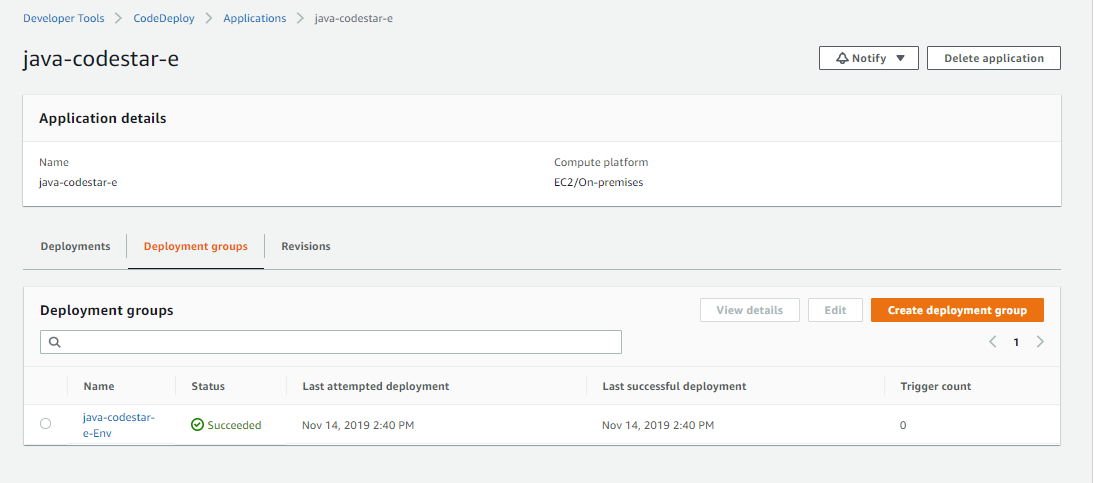 Developer Tools > CodeDeploy > Applications > java-codestar-e
java-codestar-e
Notify
Delete application
Application details
Name
Compute platform
java-codestar-e
EC2/On-premises
Deployments
Deployment groups
Revisions
Deployment groups
View details
Edit
Create deployment group
1
Name
Status
Last attempted deployment
Last successful deployment
Trigger count
java-codestar-
e-Env
Succeeded
Nov 14, 2019 2:40 PM
Nov 14, 2019 2:40 PM
0